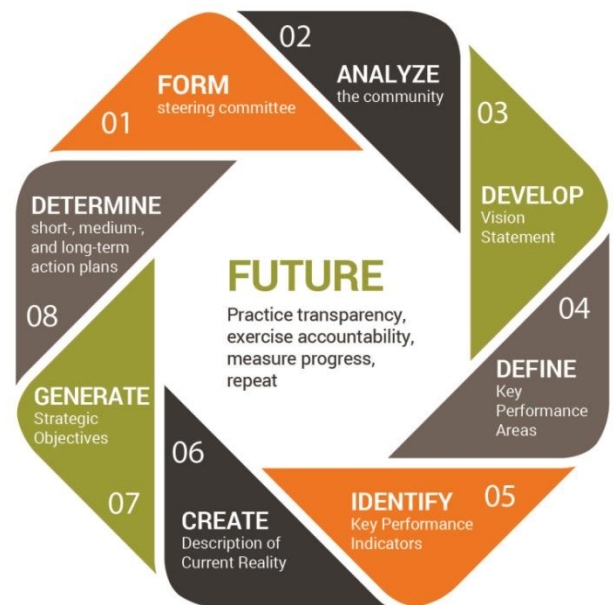 01
FORM
steering committee
02
ANALYZE
the community
03
DEVELOP
Vision
Statement
04
DEFINE
Key
Performance
Areas
05
IDENTIFY
Key Performance
Indicators
06
CREATE
Description of
Current Reality
07
GENERATE
Strategic
Objectives
08
DETERMINE
short-, medium-,
and long-term
action plans
FUTURE
Practice transparency,
exercise accountability,
measure progress,
repeat